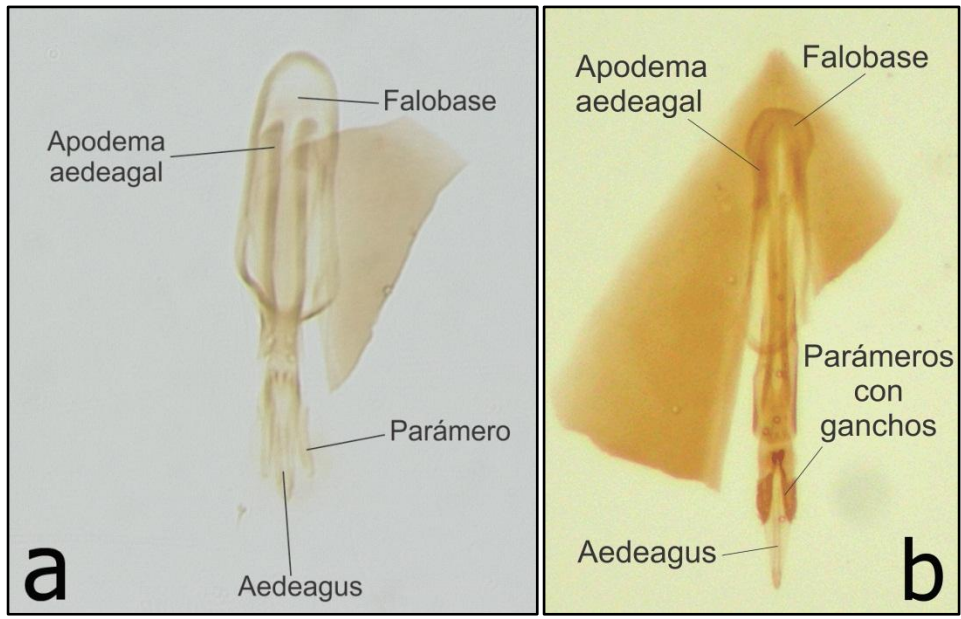 Falobase
Apodema
aedeagal
Parámero
Aedeagus
a
Apodema
aedeagal
Falobase
Parámeros
con
ganchos
Aedeagus
b